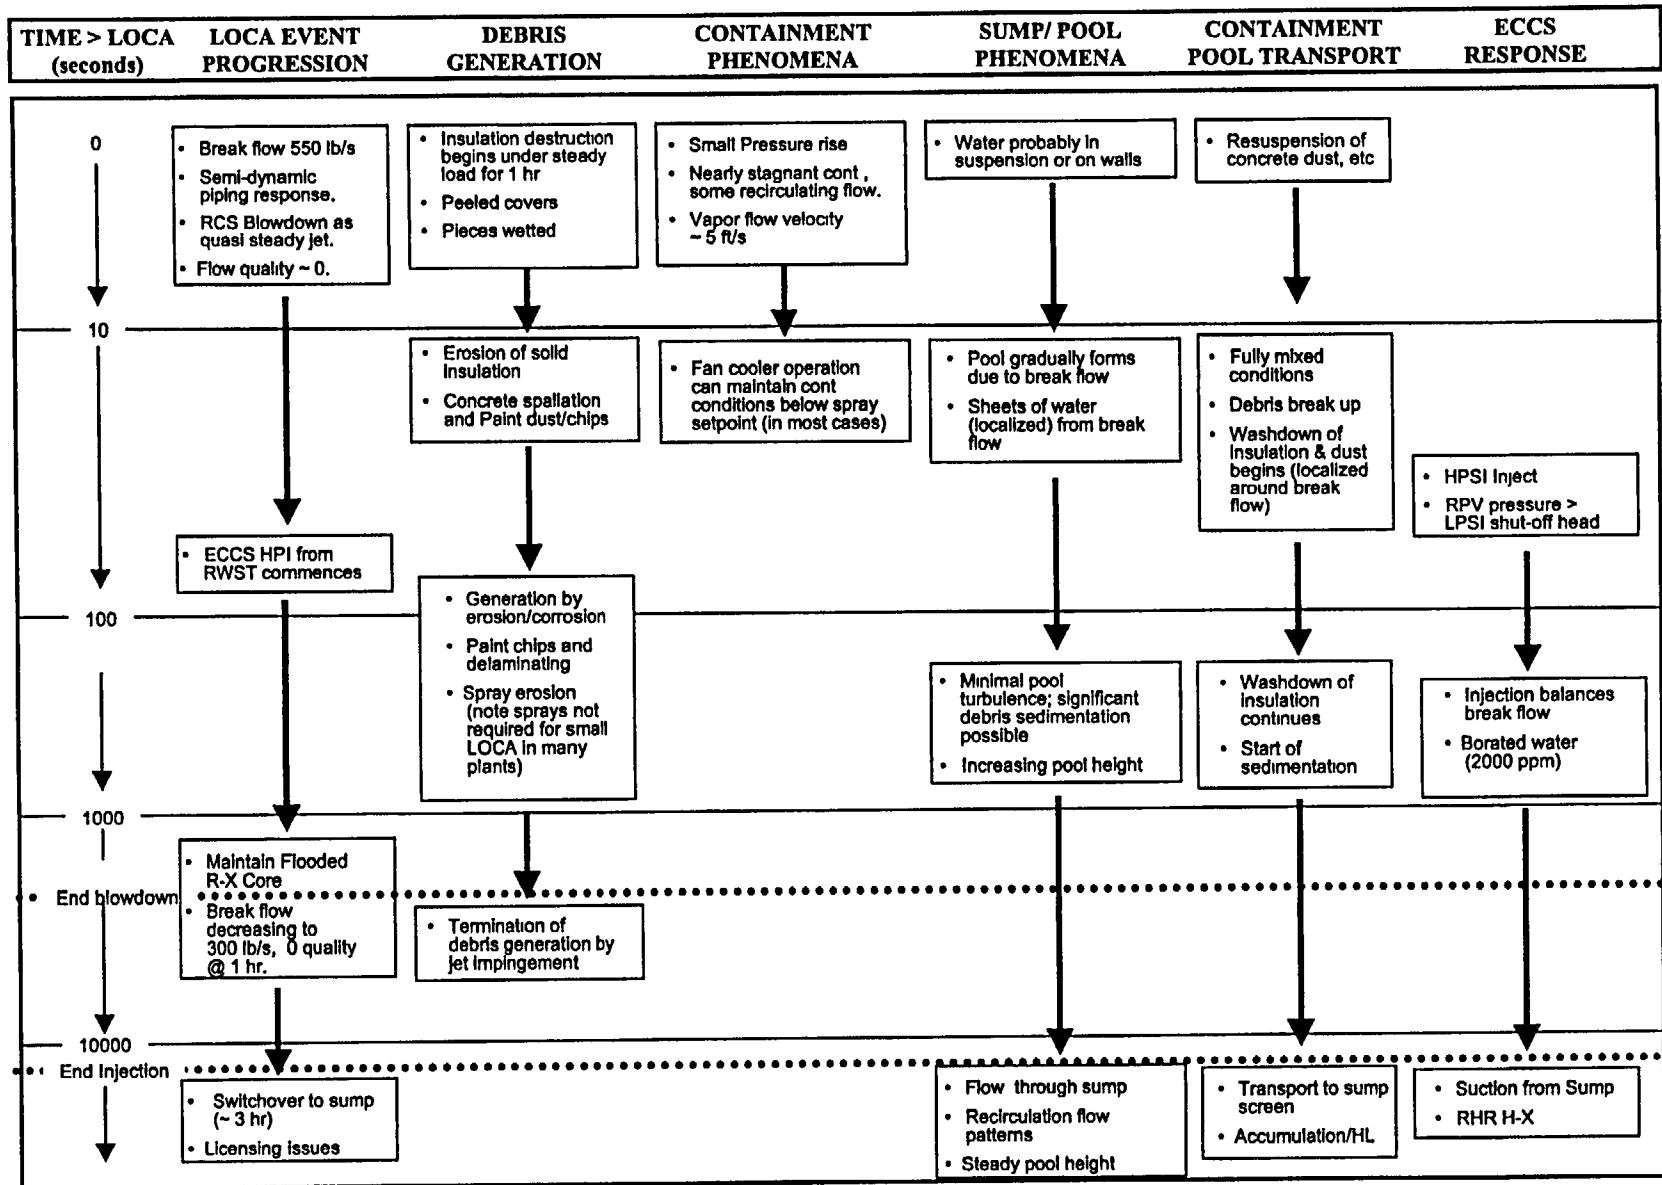 TIME > LOCA
(seconds)
LOCA EVENT
PROGRESSION
DEBRIS
GENERATION
CONTAINMENT
PHENOMENA
SUMP/ POOL
PHENOMENA
CONTAINMENT
POOL TRANSPORT
ECCS
RESPONSE
0
• Break flow 550 lb/s
• Semi-dynamic
piping response.
• RCS Blowdown as
quasi steady jet.
• Flow quality ~ 0.
• Insulation destruction
begins under steady
load for 1 hr
• Peeled covers
• Pieces wetted
• Small Pressure rise
• Nearly stagnant cont ,
some recirculating flow.
• Vapor flow velocity
~ 5 ft/s
• Water probably in
suspension or on walls
• Resuspension of
concrete dust, etc
10
• Erosion of solid
insulation
• Concrete spallation
and Paint dust/chips
• Fan cooler operation
can maintain cont
conditions below spray
setpoint (in most cases)
• Pool gradually forms
due to break flow
• Sheets of water
(localized) from break
flow
• Fully mixed
conditions
• Debris break up
• Washdown of
insulation & dust
begins (localized
around break
flow)
• HPSI Inject
• RPV pressure >
LPSI shut-off head
• ECCS HPI from
RWST commences
100
• Generation by
erosion/corrosion
• Paint chips and
delaminating
• Spray erosion
(note sprays not
required for small
LOCA in many
plants)
• Minimal pool
turbulence; significant
debris sedimentation
possible
• Increasing pool height
• Washdown of
insulation
continues
• Start of
sedimentation
• Injection balances
break flow
• Borated water
(2000 ppm)
1000
• Maintain Flooded
R-X Core
End blowdown
• Break flow
decreasing to
300 lb/s, 0 quality
@ 1 hr.
• Termination of
debris generation by
jet impingement
10000
End Injection
• Switchover to sump
(~ 3 hr)
• Licensing issues
• Flow through sump
• Recirculation flow
patterns
• Steady pool height
• Transport to sump
screen
• Accumulation/HL
• Suction from Sump
• RHR H-X